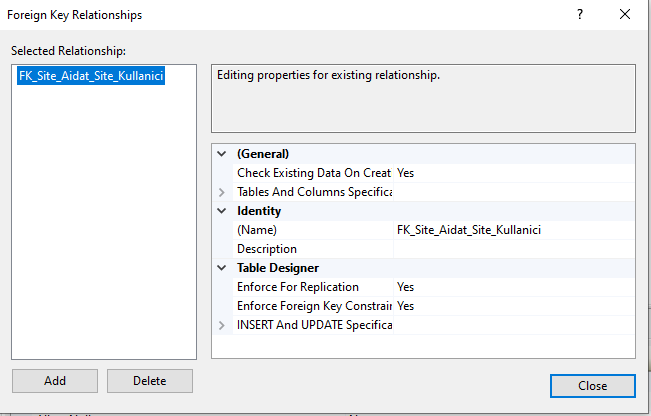 Foreign Key Relationships
?
Selected Relationship:
FK_Site_Aidat_Site_Kullanici
Editing properties for existing relationship.
(General)
Check Existing Data On Creat Yes
Tables And Columns Specifica
Identity
(Name) FK_Site_Aidat_Site_Kullanici
Description
Table Designer
Enforce For Replication Yes
Enforce Foreign Key Constrain Yes
INSERT And UPDATE Specifica
Add Delete
Close